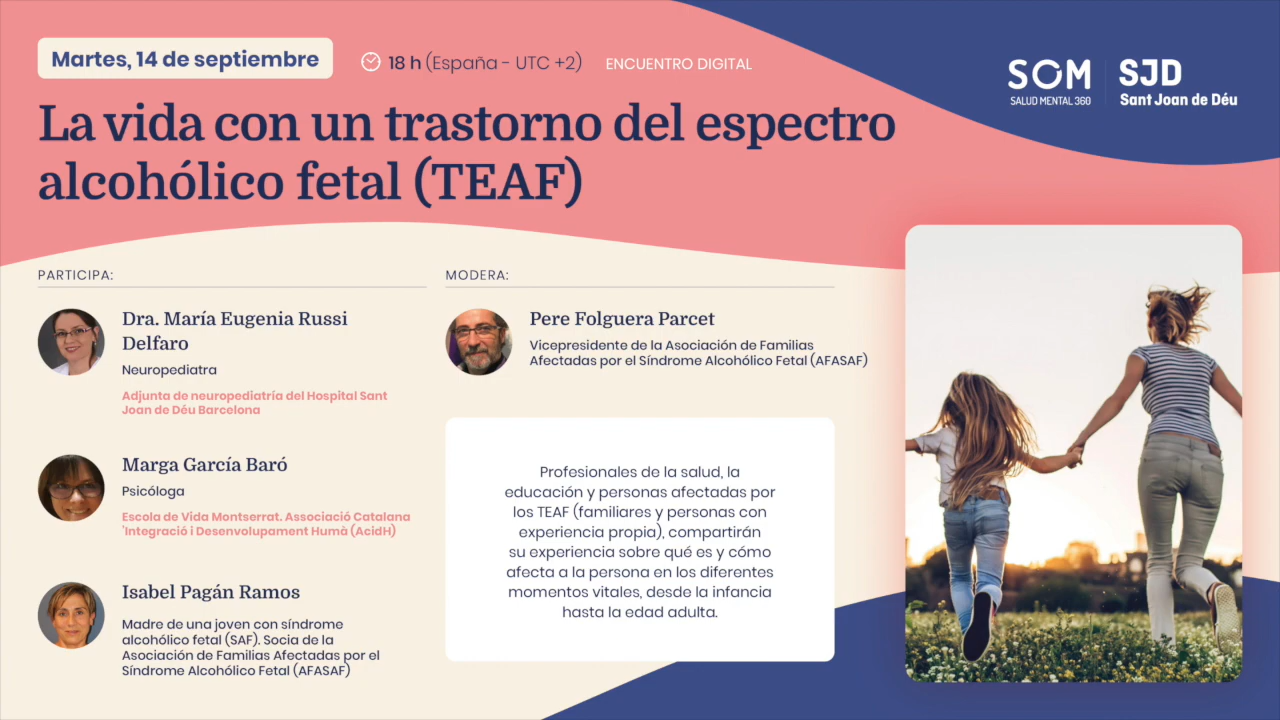 Martes, 14 de septiembre
18 h (España - UTC +2)
ENCUENTRO DIGITAL
SOM
SALUD MENTAL 360
SJD
Sant Joan de Déu
La vida con un trastorno del espectro
alcohólico fetal (TEAF)
PARTICIPA:
Dra. María Eugenia Russi
Delfaro
Neuropediatra
Adjunta de neuropediatría del Hospital Sant
Joan de Déu Barcelona
Marga García Baró
Psicóloga
Escola de Vida Montserrat. Associació Catalana
'Integració i Desenvolupament Humà (AcidH)
Isabel Pagán Ramos
Madre de una joven con síndrome
alcohólico fetal (SAF). Socia de la
Asociación de Familias Afectadas por el
Síndrome Alcohólico Fetal (AFASAF)
MODERA:
Pere Folguera Parcet
Vicepresidente de la Asociación de Familias
Afectadas por el Síndrome Alcohólico Fetal (AFASAF)
Profesionales de la salud, la
educación y personas afectadas por
los TEAF (familiares y personas con
experiencia propia), compartirán
su experiencia sobre qué es y cómo
afecta a la persona en los diferentes
momentos vitales, desde la infancia
hasta la edad adulta.